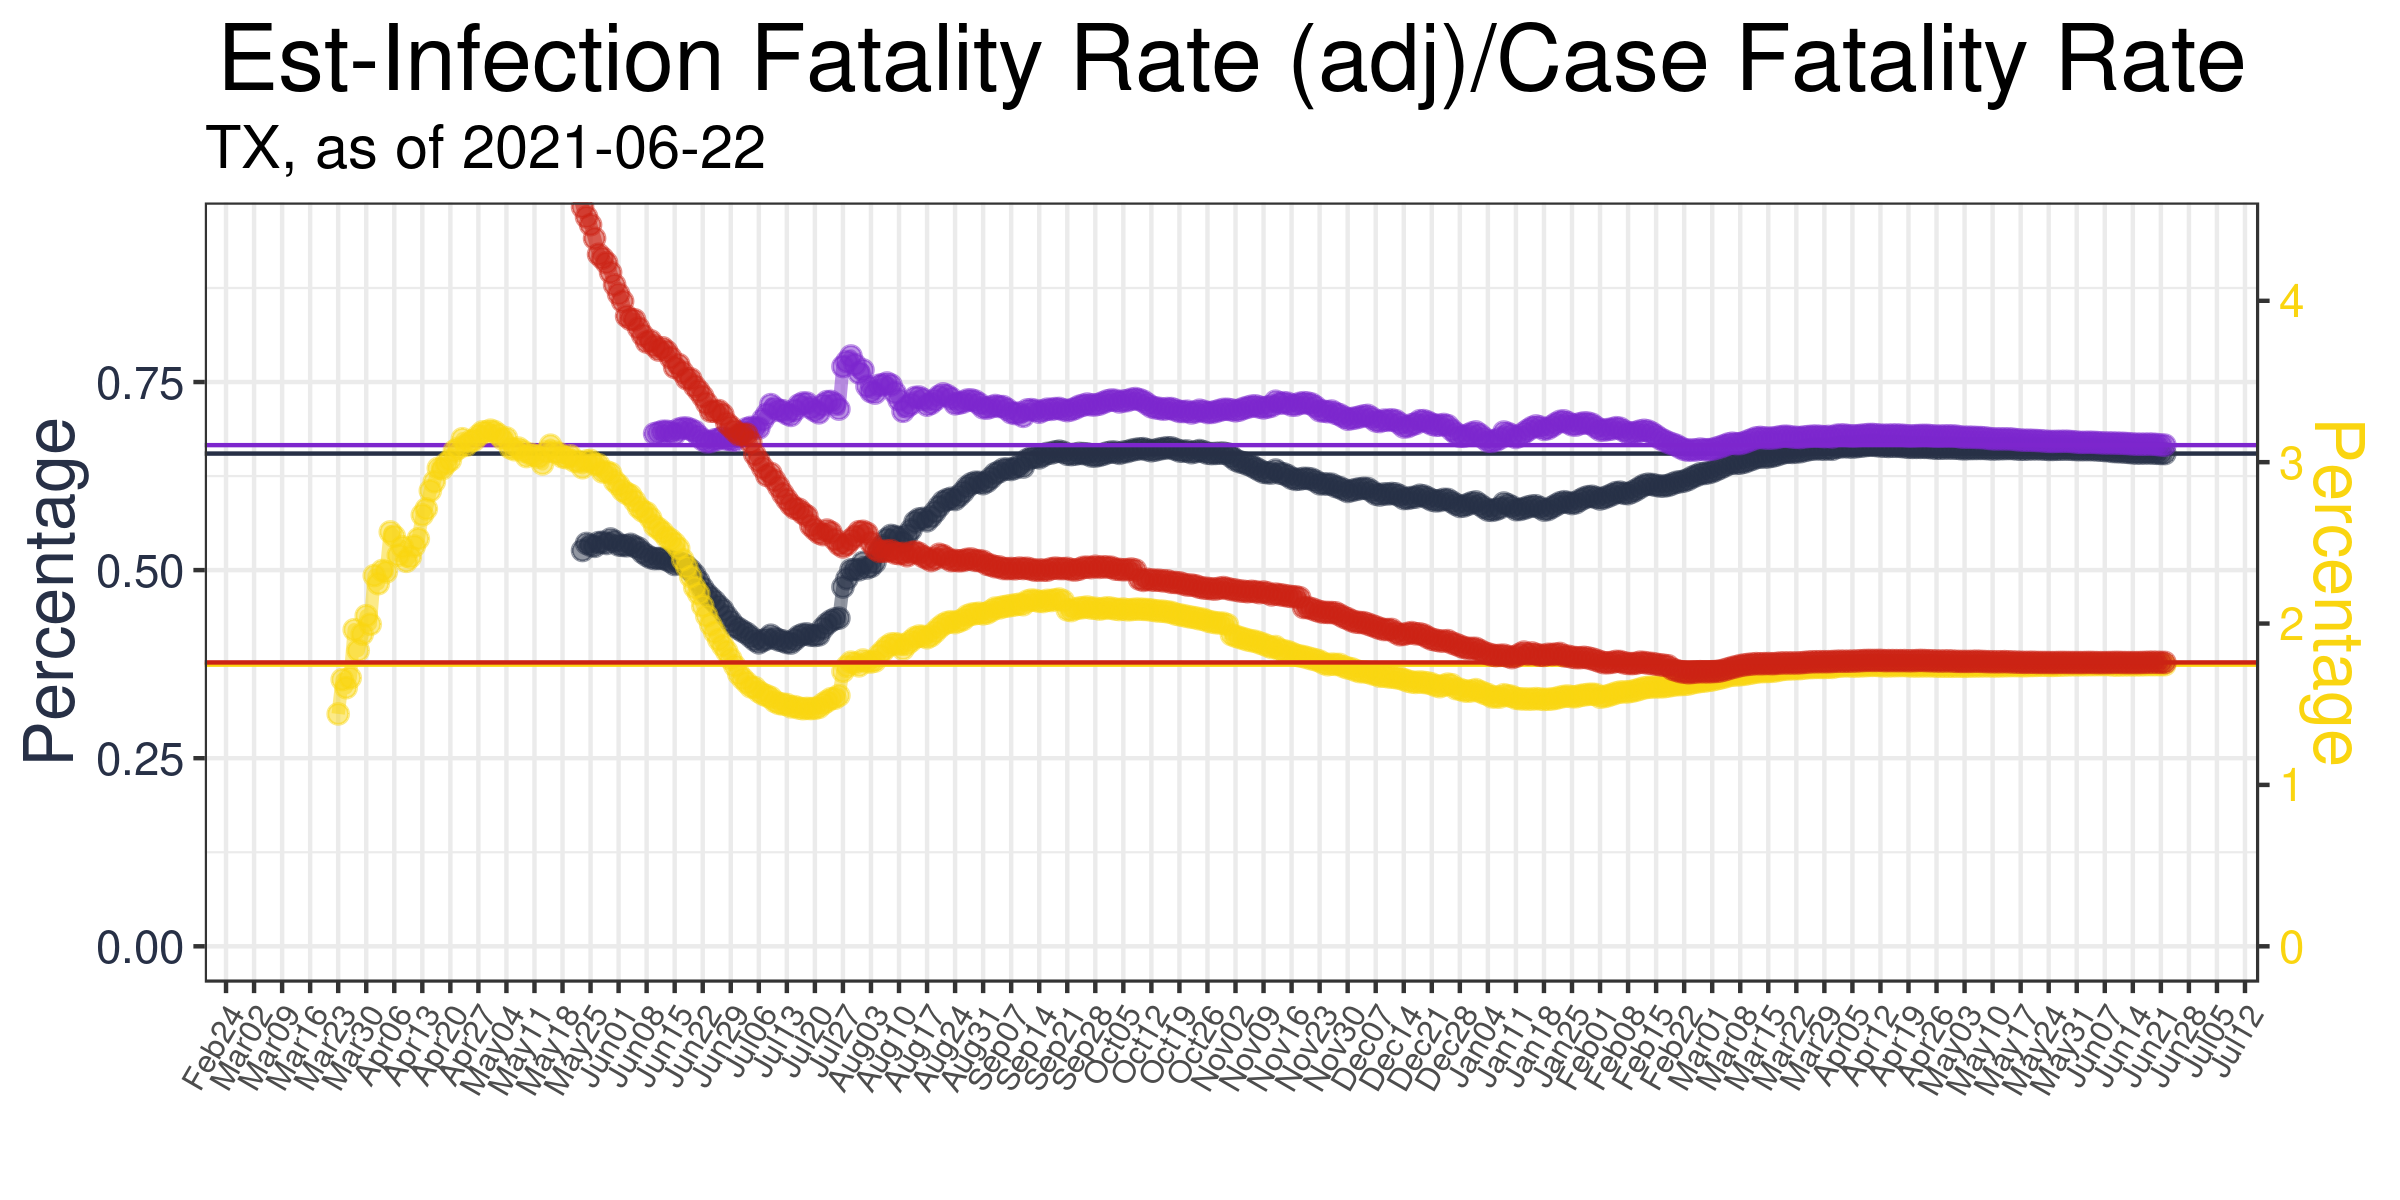 Est-Infection Fatality Rate (adj)/Case Fatality Rate
TX, as of 2021-06-22
Percentage
0.75
0.50
0.25
0.00
4
3
2
1
0
Percentage
Feb24
Mar02
Mar09
Mar16
Mar23
Mar30
Apr06
Apr13
Apr20
Apr27
May04
May11
May18
May25
Jun01
Jun08
Jun15
Jun22
Jun29
Jul06
Jul13
Jul20
Jul27
Aug03
Aug10
Aug17
Aug24
Aug31
Sep07
Sep14
Sep21
Sep28
Oct05
Oct12
Oct19
Oct26
Nov02
Nov09
Nov16
Nov23
Nov30
Dec07
Dec14
Dec21
Dec28
Jan04
Jan11
Jan18
Jan25
Feb01
Feb08
Feb15
Feb22
Mar01
Mar08
Mar15
Mar22
Mar29
Apr05
Apr12
Apr19
Apr26
May03
May10
May17
May24
May31
Jun07
Jun14
Jun21
Jun28
Jul05
Jul12